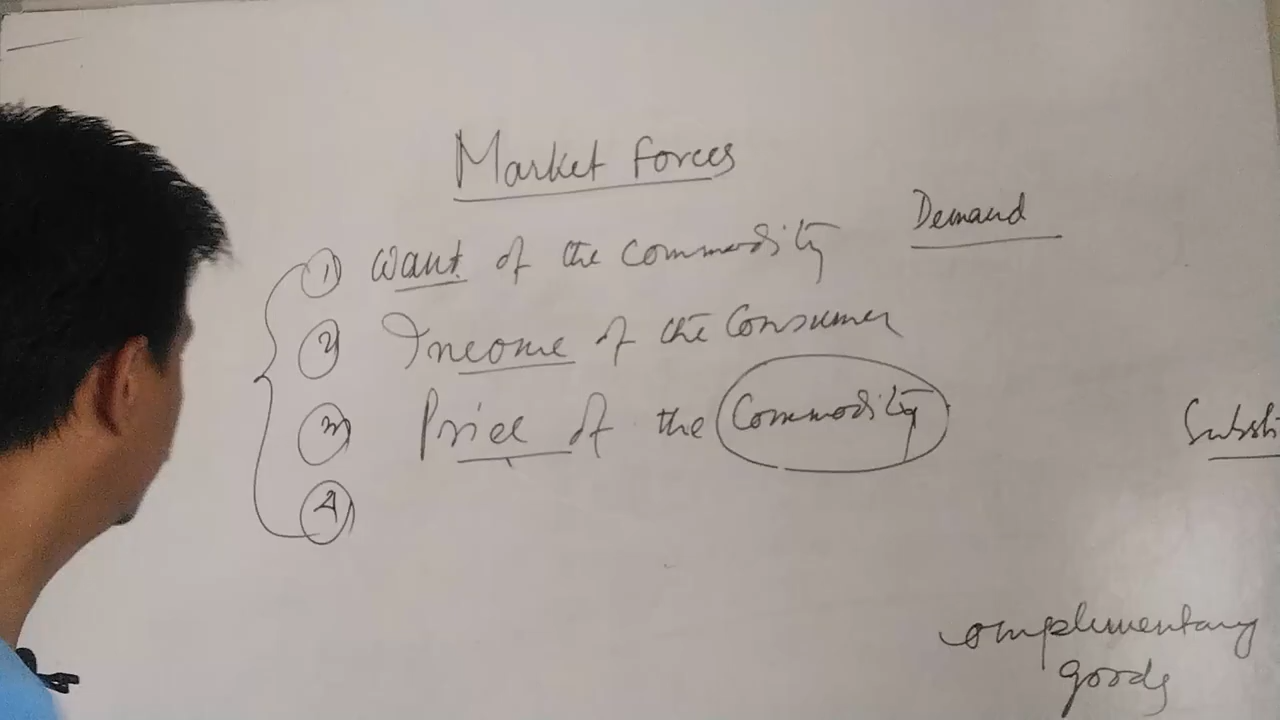 Market forces
Demand
① Want of the commodity
② Income of the Consumer
③ Price of the Commodity
④
Substi
Complimentary
goods